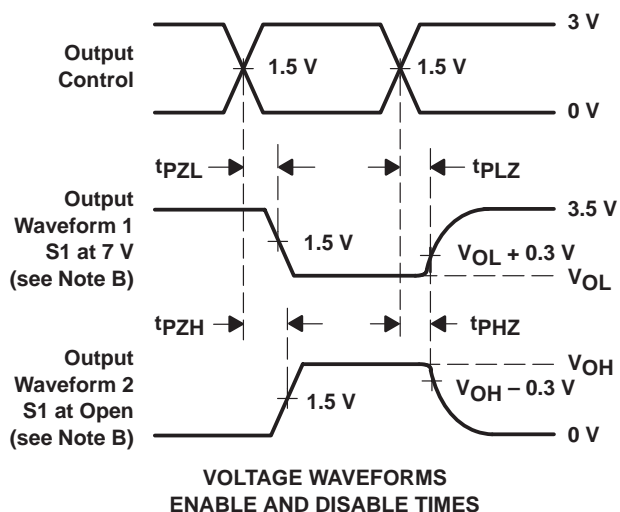 3 V
Output
Control
1.5 V
1.5 V
0 V
tPZL
tPLZ
Output
Waveform 1
S1 at 7 V
(see Note B)
3.5 V
1.5 V
VOL + 0.3 V
VOL
tPZH
tPHZ
Output
Waveform 2
S1 at Open
(see Note B)
VOH
VOH – 0.3 V
1.5 V
0 V
VOLTAGE WAVEFORMS
ENABLE AND DISABLE TIMES